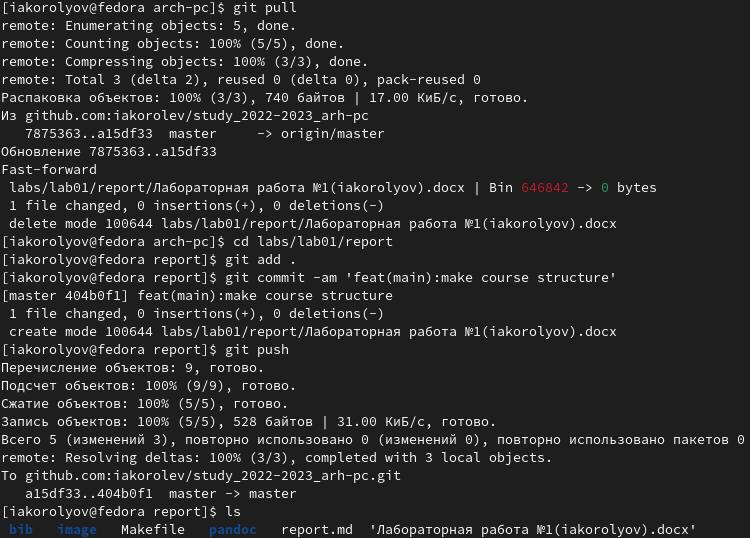 [iakorolyov@fedora arch-pc]$ git pull
remote: Enumerating objects: 5, done.
remote: Counting objects: 100% (5/5), done.
remote: Compressing objects: 100% (3/3), done.
remote: Total 3 (delta 2), reused 0 (delta 0), pack-reused 0
Распаковка объектов: 100% (3/3), 740 байтов | 17.00 КиБ/с, готово.
Из github.com:iakorolev/study_2022-2023_arh-pc
   7875363..a15df33  master     -> origin/master
Обновление 7875363..a15df33
Fast-forward
 labs/lab01/report/Лабораторная работа №1(iakorolyov).docx | Bin 646842 -> 0 bytes
 1 file changed, 0 insertions(+), 0 deletions(-)
 delete mode 100644 labs/lab01/report/Лабораторная работа №1(iakorolyov).docx
[iakorolyov@fedora arch-pc]$ cd labs/lab01/report
[iakorolyov@fedora report]$ git add .
[iakorolyov@fedora report]$ git commit -am 'feat(main):make course structure'
[master 404b0f1] feat(main):make course structure
 1 file changed, 0 insertions(+), 0 deletions(-)
 create mode 100644 labs/lab01/report/Лабораторная работа №1(iakorolyov).docx
[iakorolyov@fedora report]$ git push
Перечисление объектов: 9, готово.
Подсчет объектов: 100% (9/9), готово.
Сжатие объектов: 100% (5/5), готово.
Запись объектов: 100% (5/5), 528 байтов | 31.00 КиБ/с, готово.
Всего 5 (изменений 3), повторно использовано 0 (изменений 0), повторно использовано пакетов 0
remote: Resolving deltas: 100% (3/3), completed with 3 local objects.
To github.com:iakorolev/study_2022-2023_arh-pc.git
   a15df33..404b0f1  master -> master
[iakorolyov@fedora report]$ ls
 bib   image   Makefile   pandoc   report.md  'Лабораторная работа №1(iakorolyov).docx'